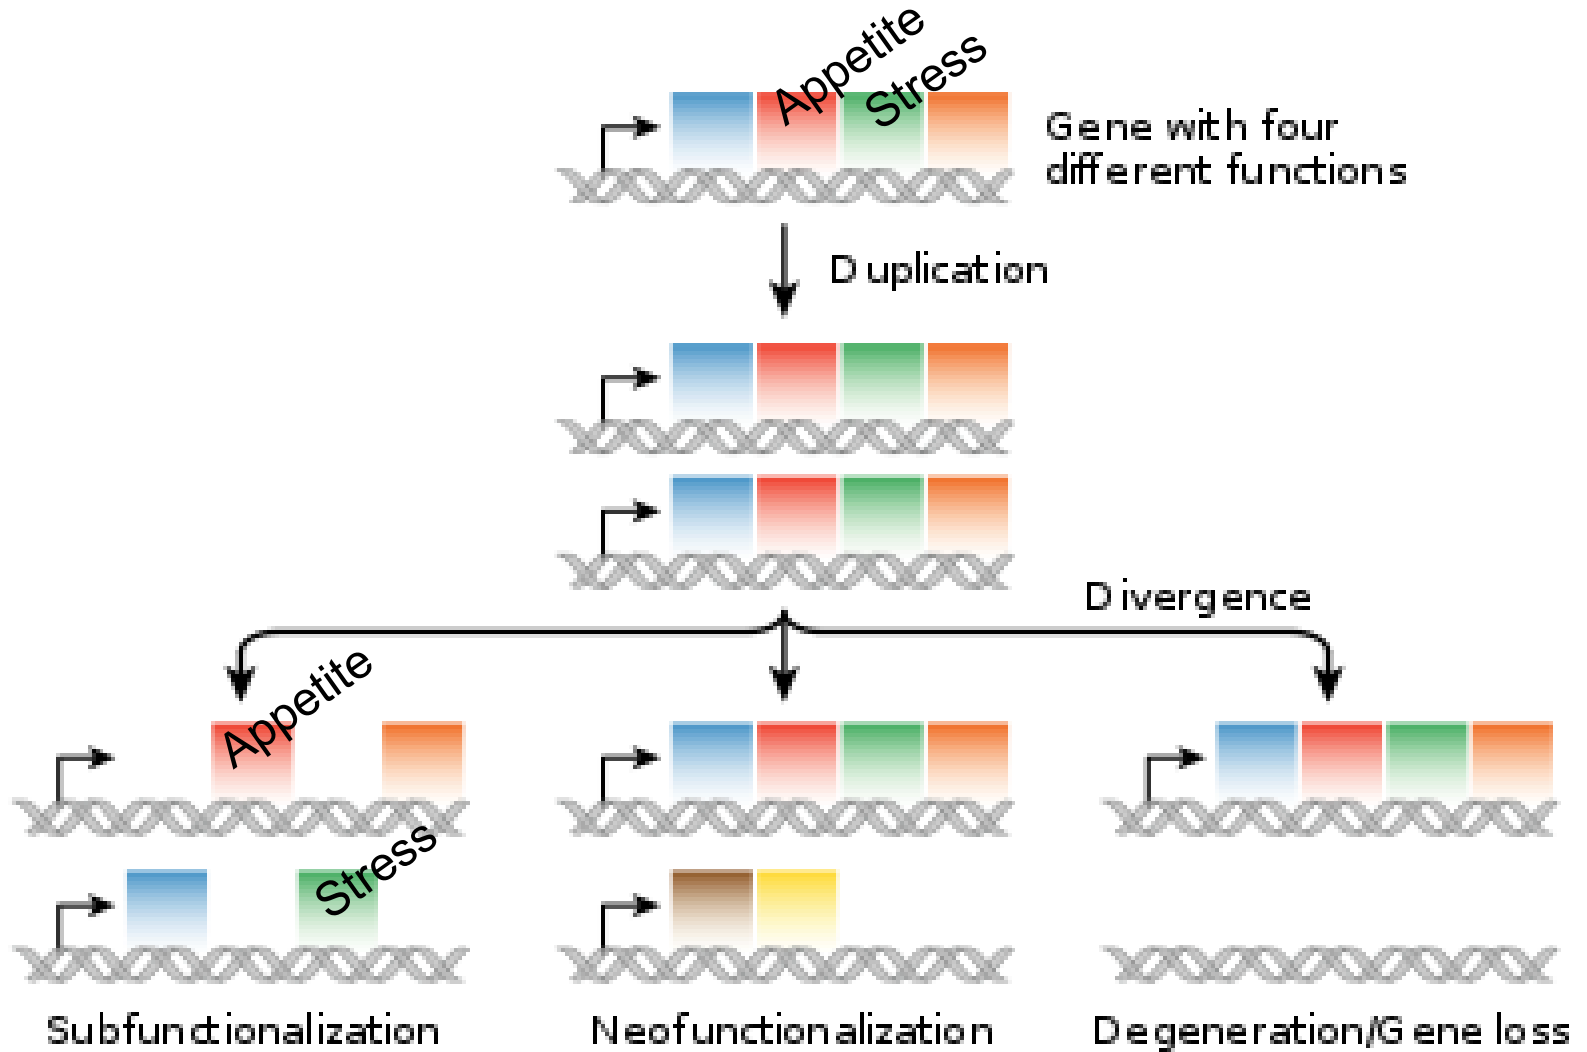 Appetite
Stress
Gene with four
different functions
Duplication
Divergence
Appetite
Stress
Subfunctionalization
Neofunctionalization
Degeneration/Gene loss